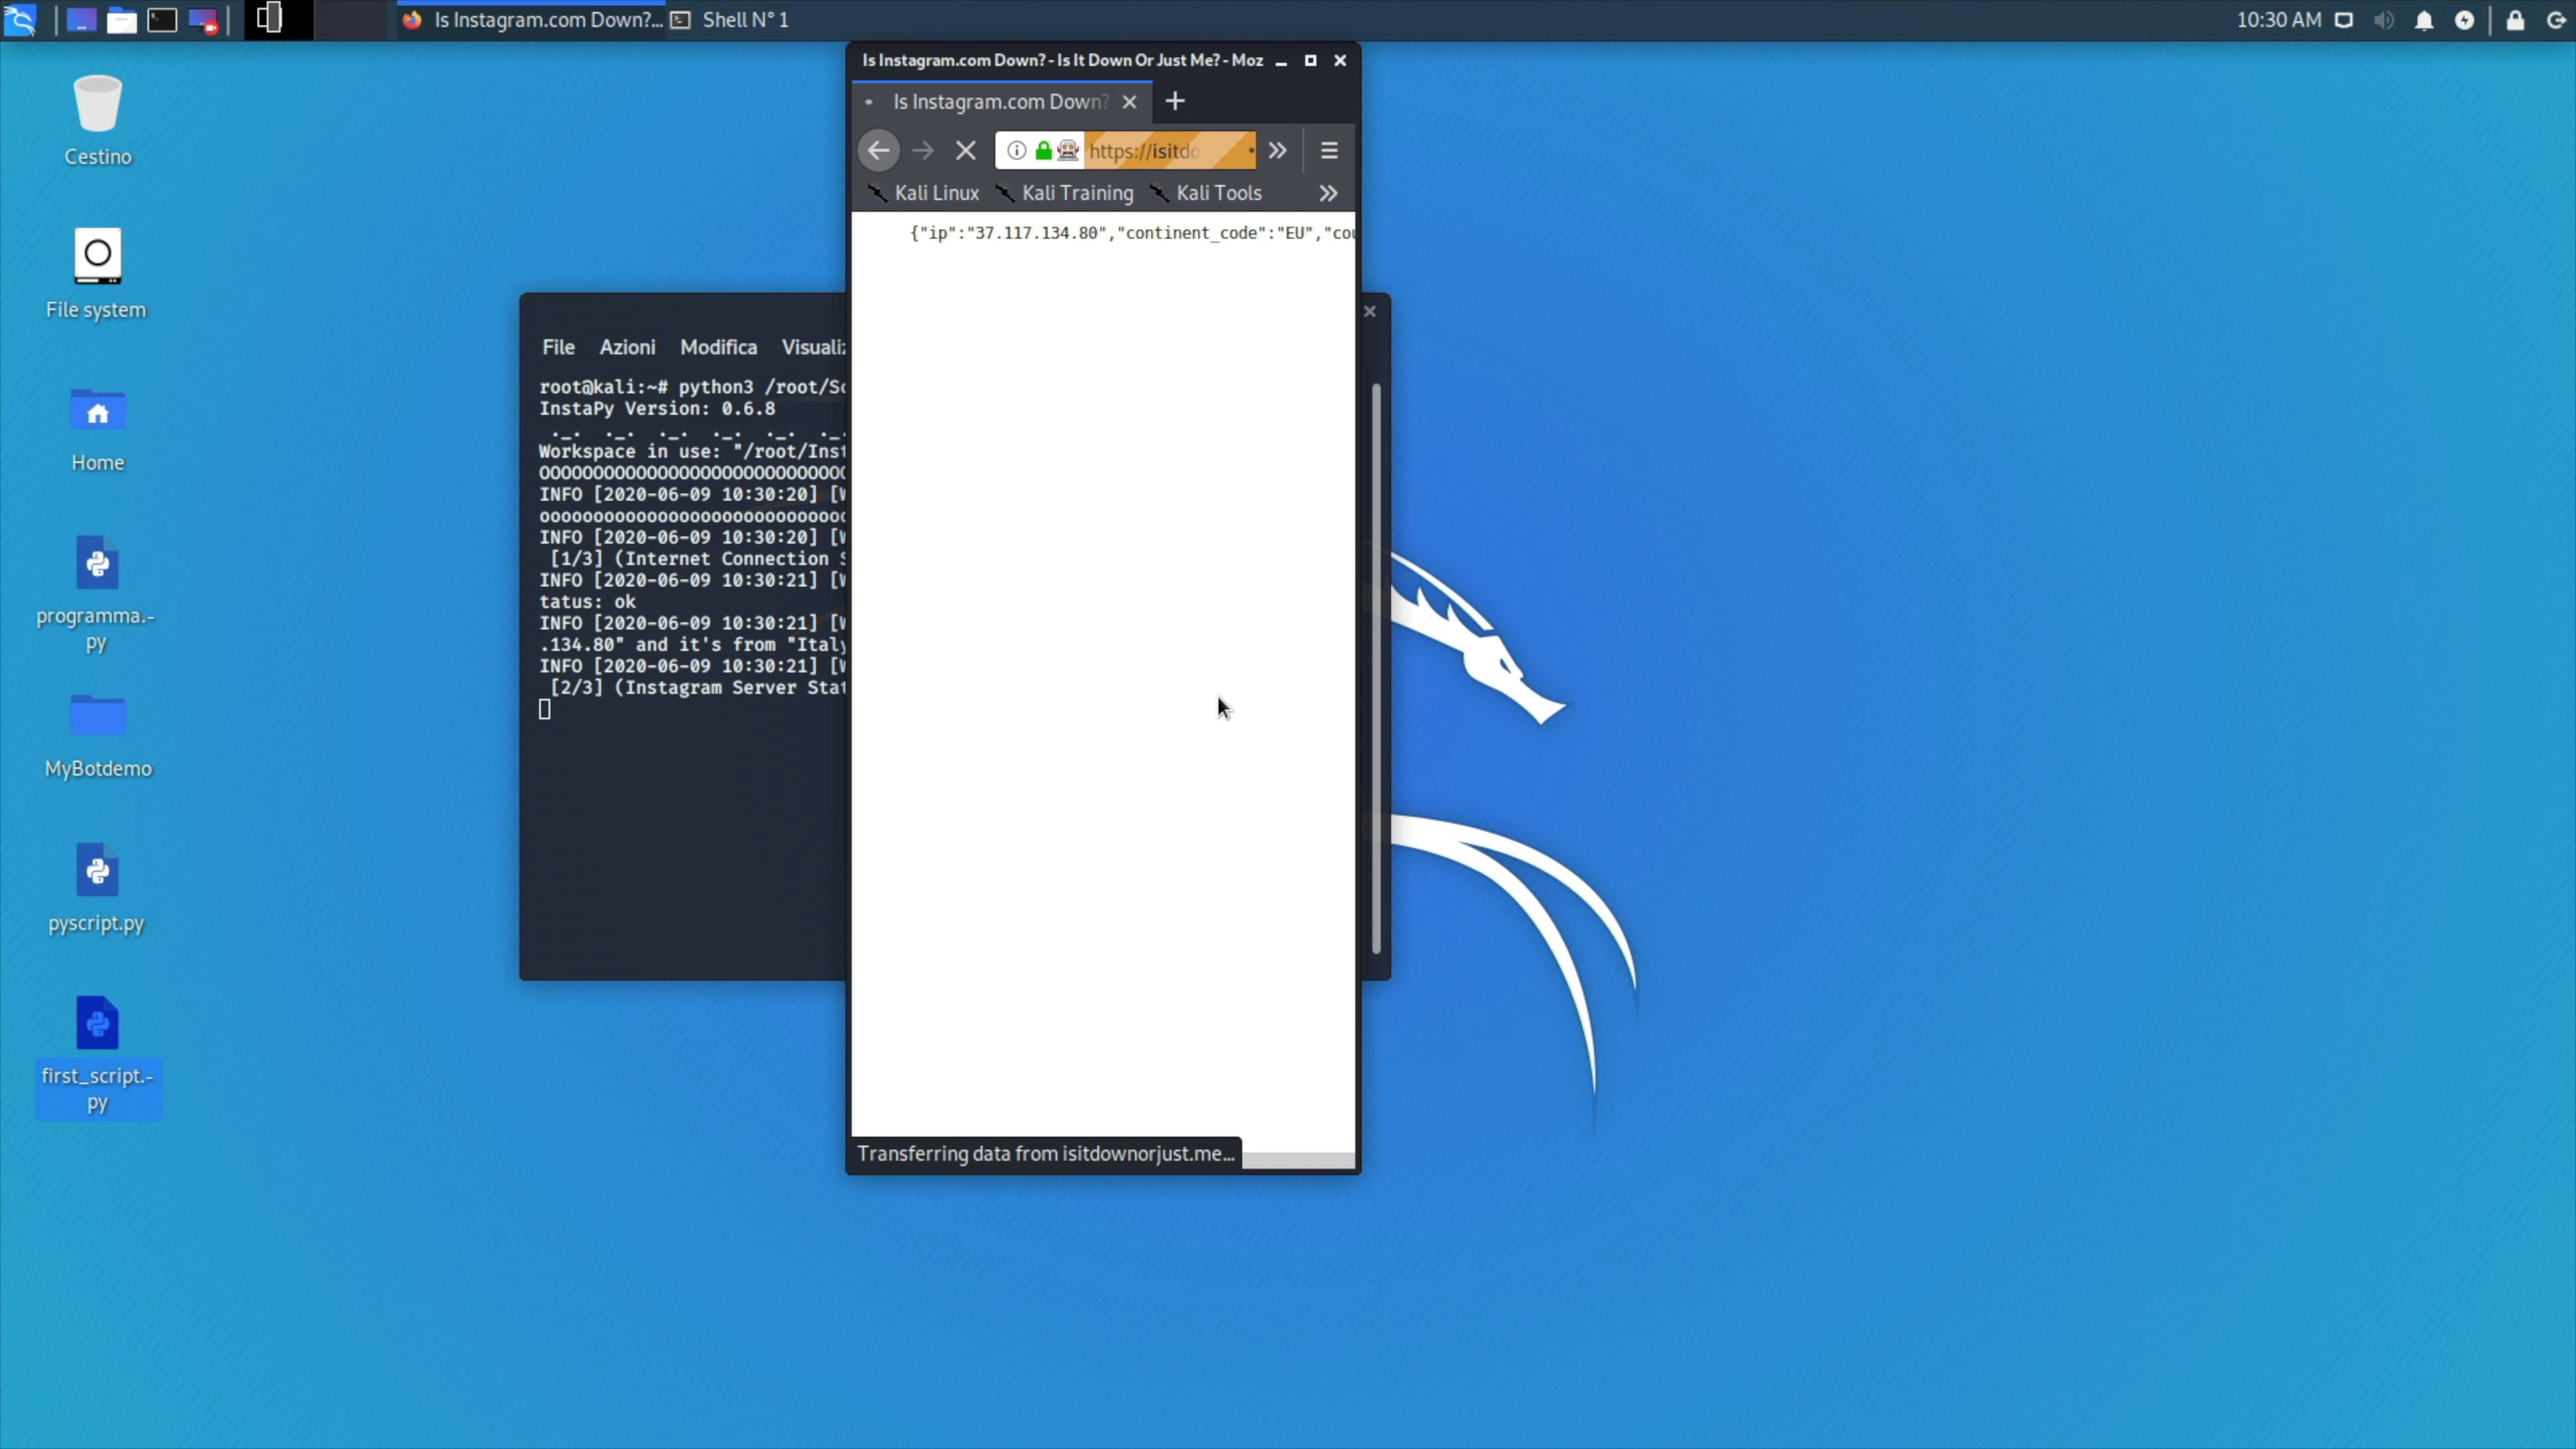 Is Instagram.com Down?...
Shell N° 1
10:30 AM
Cestino
File system
Home
programma.-
py
MyBotdemo
pyscript.py
first_script.-
py
File Azioni Modifica Visualiz
root@kali:~# python3 /root/Sc
InstaPy Version: 0.6.8
._. ._. ._. ._. ._. ._.
Workspace in use: "/root/Inst
INFO [2020-06-09 10:30:20] [W
INFO [2020-06-09 10:30:20] [W
[1/3] (Internet Connection S
INFO [2020-06-09 10:30:21] [W
tatus: ok
INFO [2020-06-09 10:30:21] [W
.134.80" and it's from "Italy
INFO [2020-06-09 10:30:21] [W
[2/3] (Instagram Server Stat
Is Instagram.com Down? - Is It Down Or Just Me? - Moz
Is Instagram.com Down?
https://isitdo
Kali Linux Kali Training Kali Tools
{"ip":"37.117.134.80","continent_code":"EU","cou
Transferring data from isitdownorjust.me...